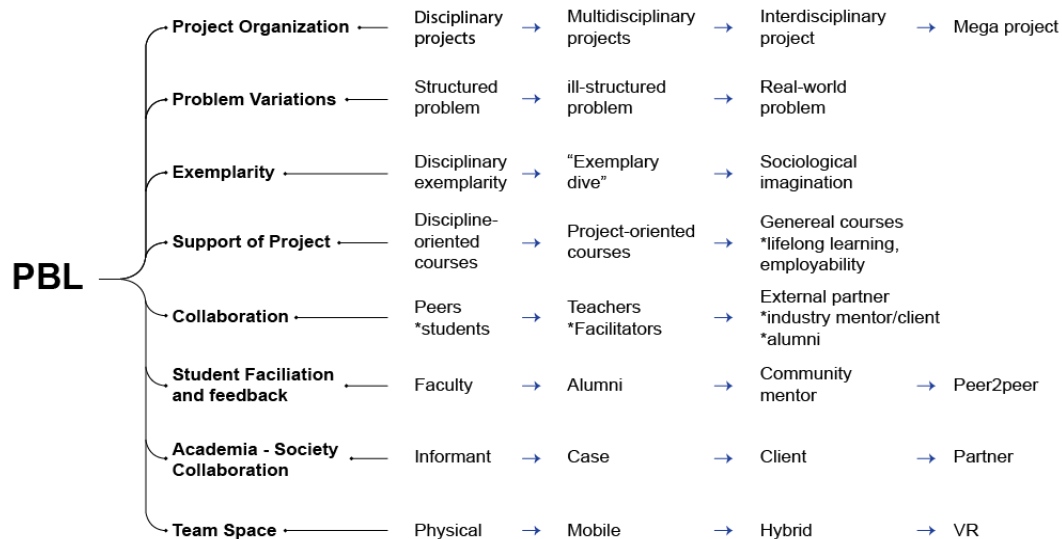 PBL
Project Organization
Disciplinary
projects
Multidisciplinary
projects
Interdisciplinary
project
Mega project
Problem Variations
Structured
problem
ill-structured
problem
Real-world
problem
Exemplarity
Disciplinary
exemplarity
“Exemplary
dive”
Sociological
imagination
Support of Project
Discipline-
oriented
courses
Project-oriented
courses
Genereal courses
*lifelong learning,
employability
Collaboration
Peers
*students
Teachers
*Facilitators
External partner
*industry mentor/client
*alumni
Student Faciliation
and feedback
Faculty
Alumni
Community
mentor
Peer2peer
Academia - Society
Collaboration
Informant
Case
Client
Partner
Team Space
Physical
Mobile
Hybrid
VR